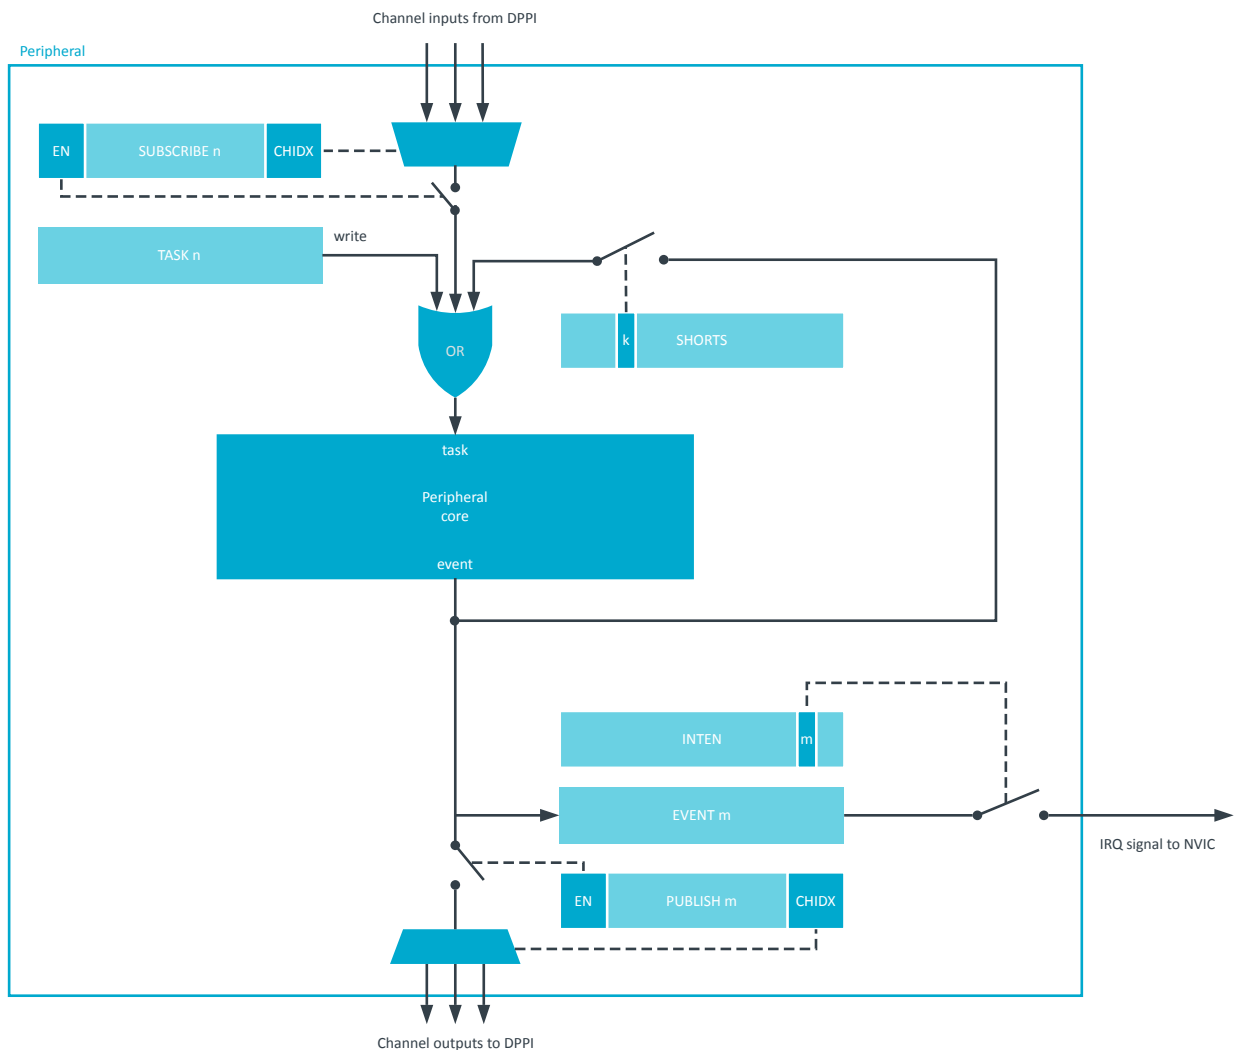 Channel inputs from DPPI
Peripheral
EN
SUBSCRIBE n
CHIDX
TASK n
write
OR
k
SHORTS
task
Peripheral
core
event
INTEN
m
EVENT m
IRQ signal to NVIC
EN
PUBLISH m
CHIDX
Channel outputs to DPPI